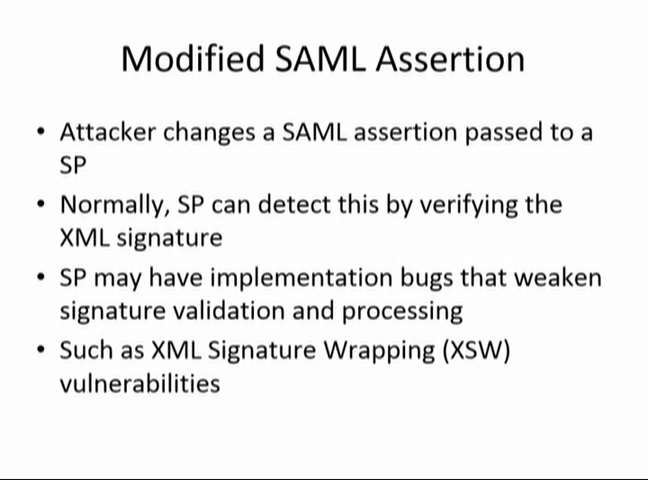 Modified SAML Assertion
• Attacker changes a SAML assertion passed to a
SP
• Normally, SP can detect this by verifying the
XML signature
• SP may have implementation bugs that weaken
signature validation and processing
• Such as XML Signature Wrapping (XSW)
vulnerabilities